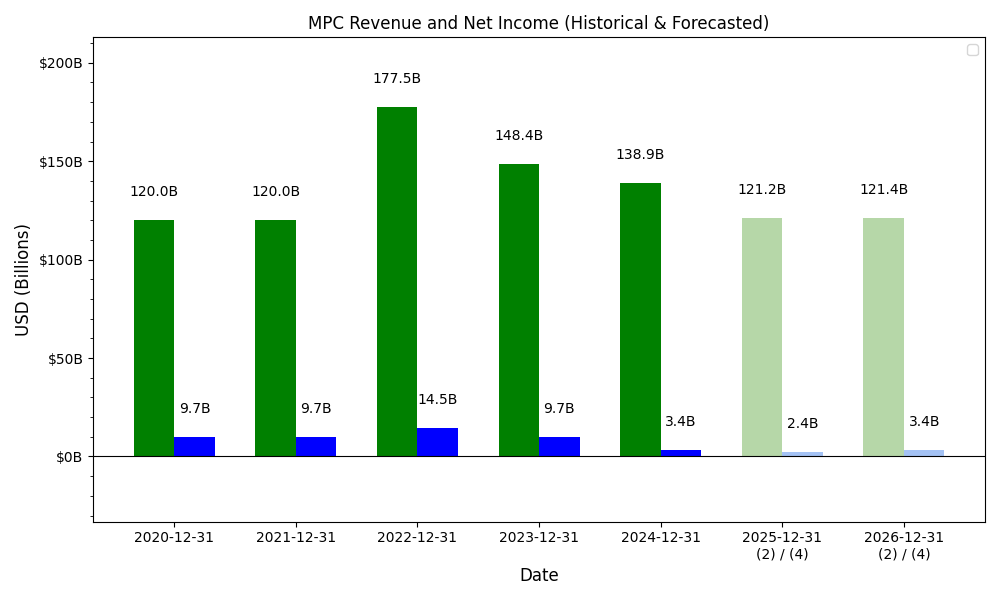 MPC Revenue and Net Income (Historical & Forecasted)
$200B
$150B
$100B
$50B
$0B
USD (Billions)
120.0B
120.0B
177.5B
148.4B
138.9B
121.2B
121.4B
9.7B
9.7B
14.5B
9.7B
3.4B
2.4B
3.4B
2020-12-31
2021-12-31
2022-12-31
2023-12-31
2024-12-31
2025-12-31
(2) / (4)
2026-12-31
(2) / (4)
Date